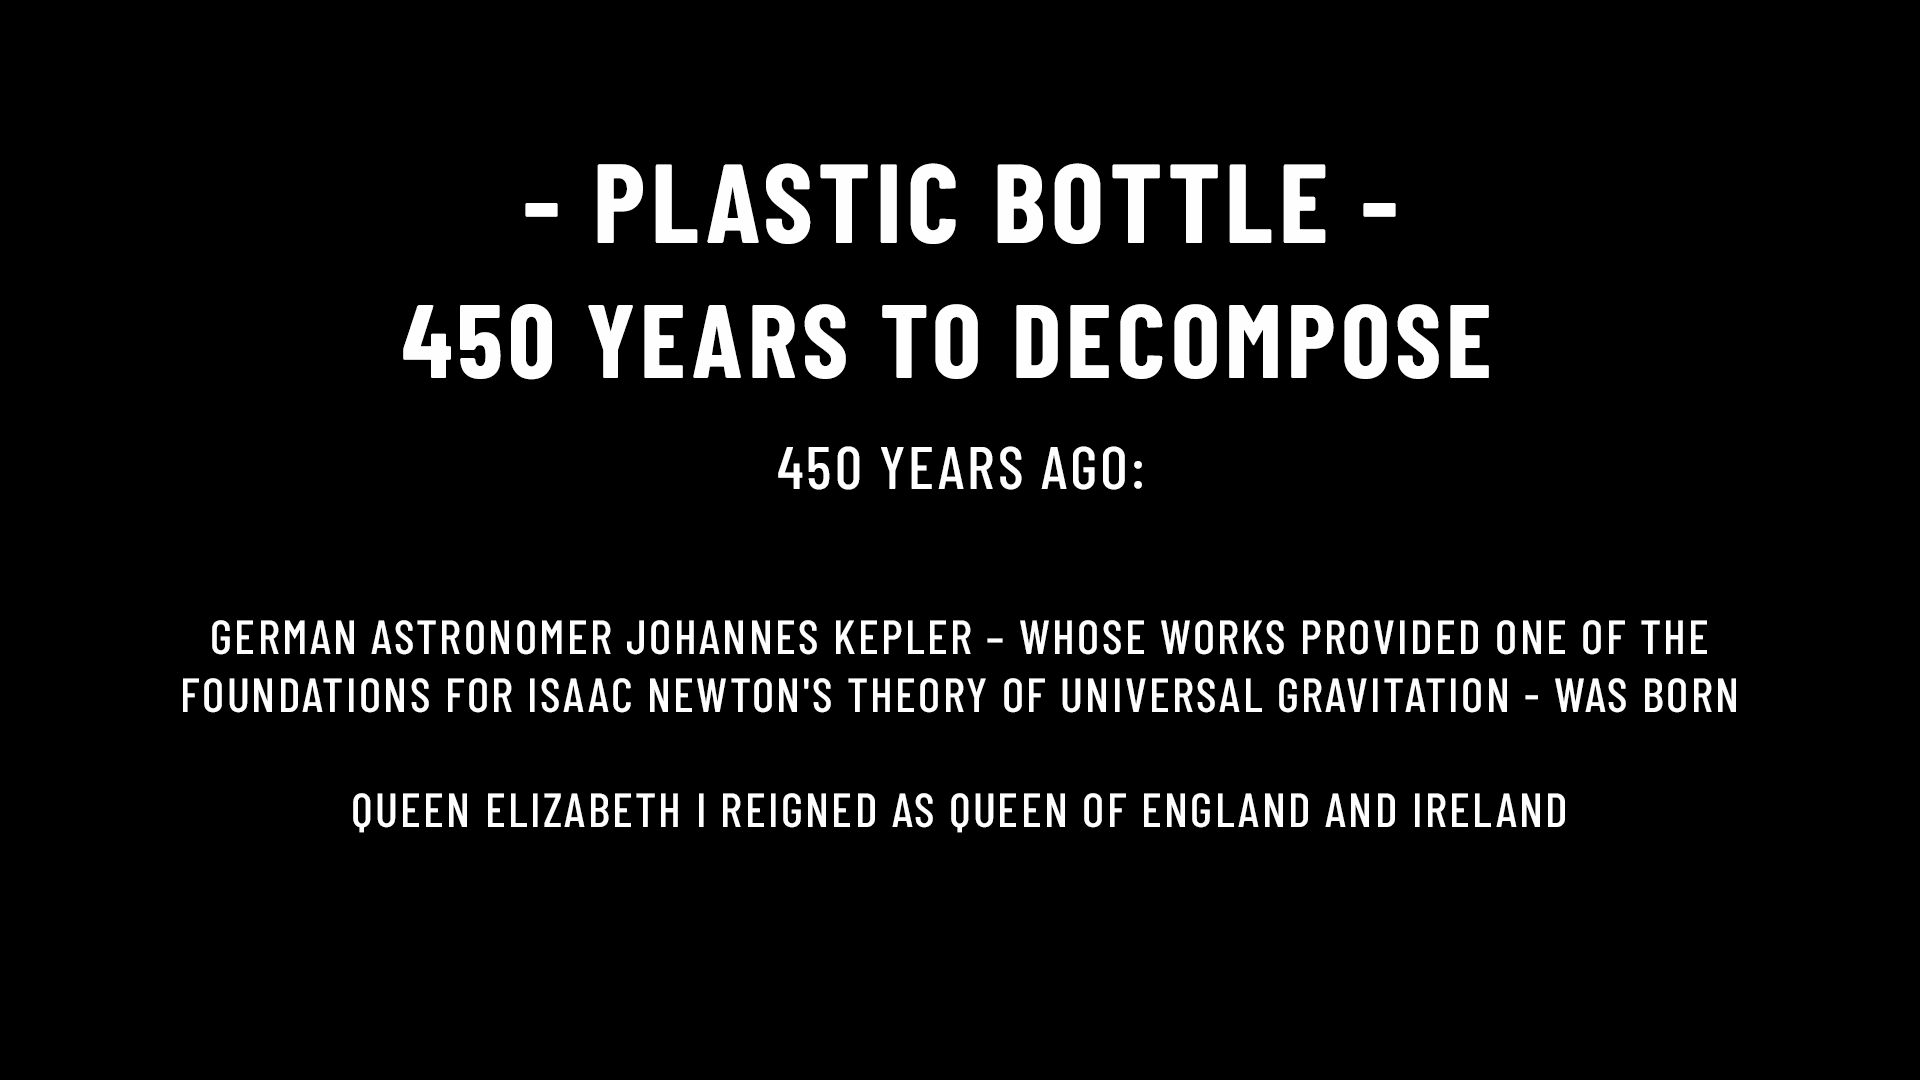 - PLASTIC BOTTLE -
450 YEARS TO DECOMPOSE
450 YEARS AGO:
GERMAN ASTRONOMER JOHANNES KEPLER – WHOSE WORKS PROVIDED ONE OF THE
FOUNDATIONS FOR ISAAC NEWTON'S THEORY OF UNIVERSAL GRAVITATION - WAS BORN
QUEEN ELIZABETH I REIGNED AS QUEEN OF ENGLAND AND IRELAND